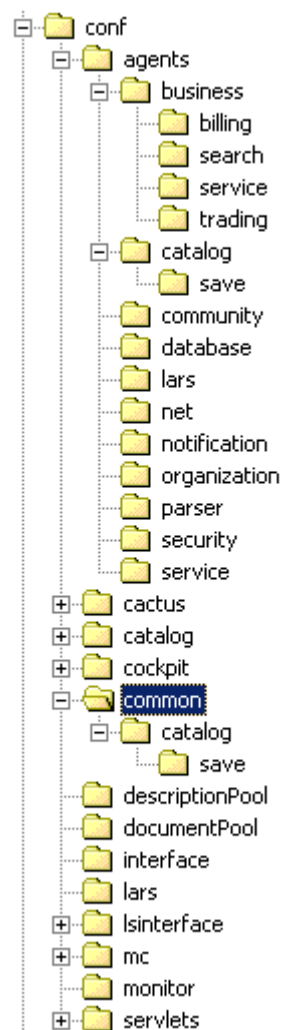 conf
agents
business
billing
search
service
trading
catalog
save
community
database
lars
net
notification
organization
parser
security
service
cactus
catalog
cockpit
common
catalog
save
descriptionPool
documentPool
interface
lars
lsinterface
mc
monitor
servlets